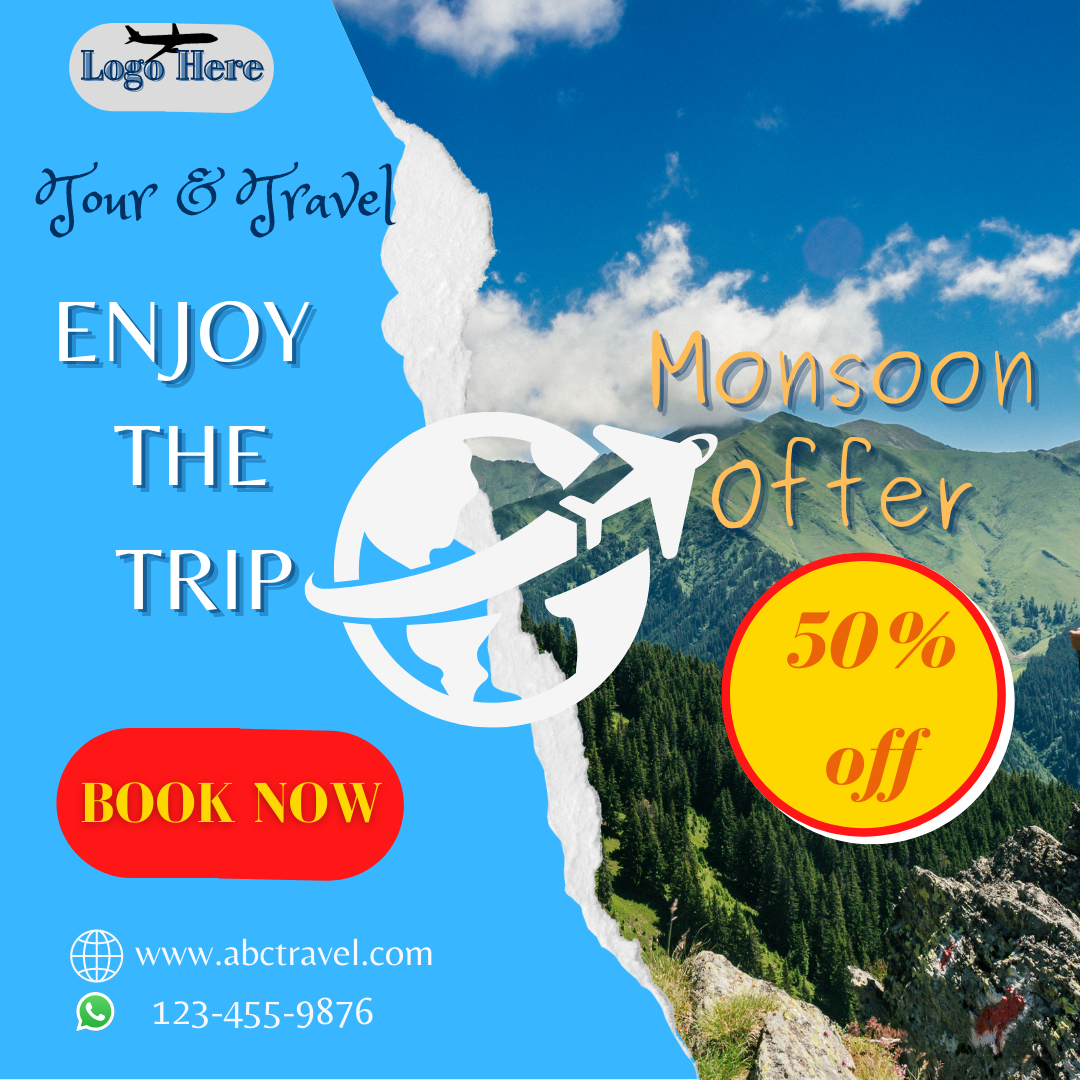 Logo Here
Tour & Travel
ENJOY
THE
TRIP
Monsoon
Offer
50%
off
BOOK NOW
www.abctravel.com
123-455-9876